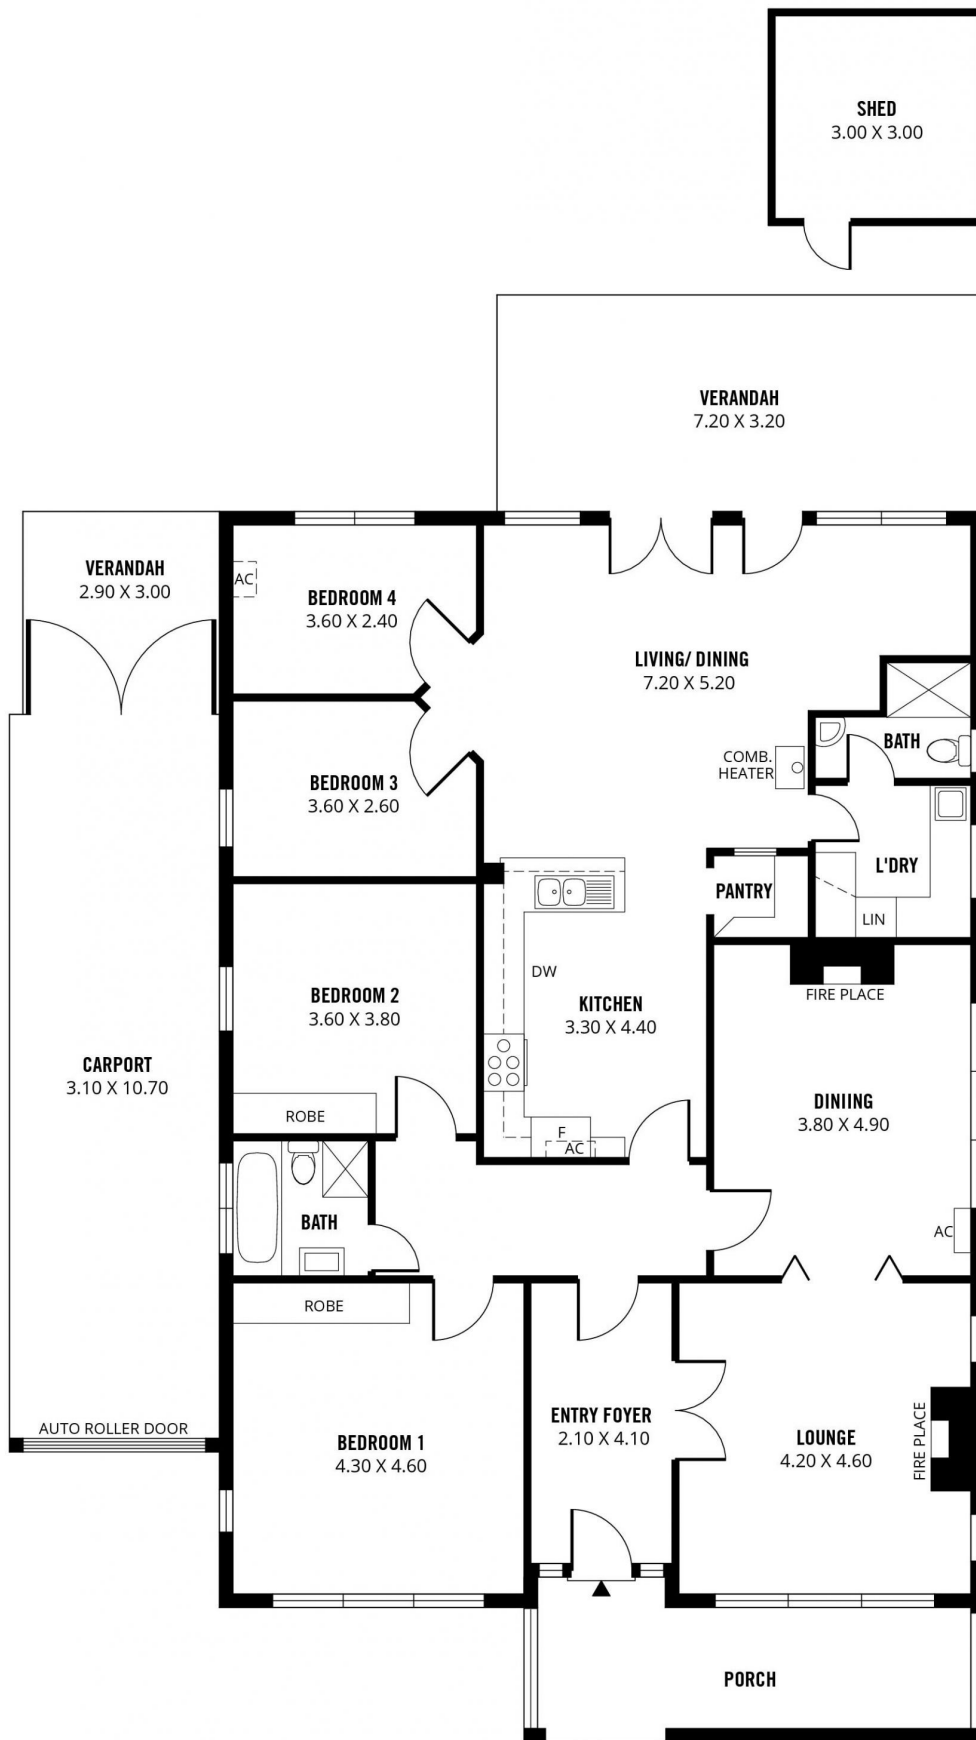 SHED
3.00 X 3.00
VERANDAH
7.20 X 3.20
VERANDAH
2.90 X 3.00
AC
BEDROOM 4
3.60 X 2.40
LIVING/ DINING
7.20 X 5.20
BATH
COMB.
HEATER
BEDROOM 3
3.60 X 2.60
L'DRY
PANTRY
LIN
DW
FIRE PLACE
BEDROOM 2
3.60 X 3.80
KITCHEN
3.30 X 4.40
CARPORT
3.10 X 10.70
DINIING
3.80 X 4.90
ROBE
F
AC
BATH
AC
ROBE
AUTO ROLLER DOOR
BEDROOM 1
4.30 X 4.60
ENTRY FOYER
2.10 X 4.10
LOUNGE
4.20 X 4.60
FIRE PLACE
PORCH